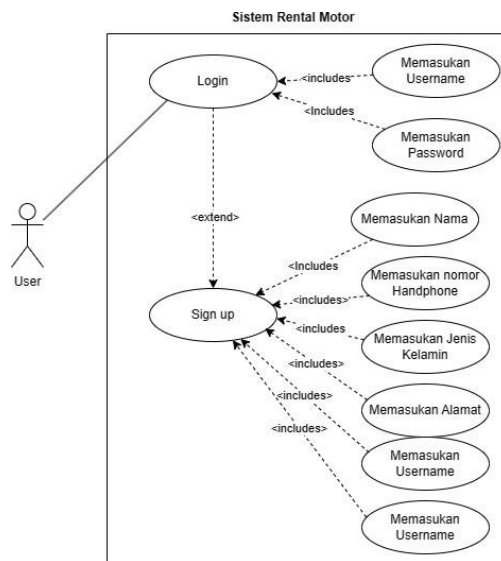 Sistem Rental Motor
Login
<includes
Memasukan
Username
<Includes
Memasukan
Password
<extend>
User
Memasukan Nama
<Includes
Memasukan nomor
Handphone
<includes>
Sign up
<includes
Memasukan Jenis
Kelamin
<includes>
Memasukan Alamat
<includes>
Memasukan
Username
<includes>
Memasukan
Username